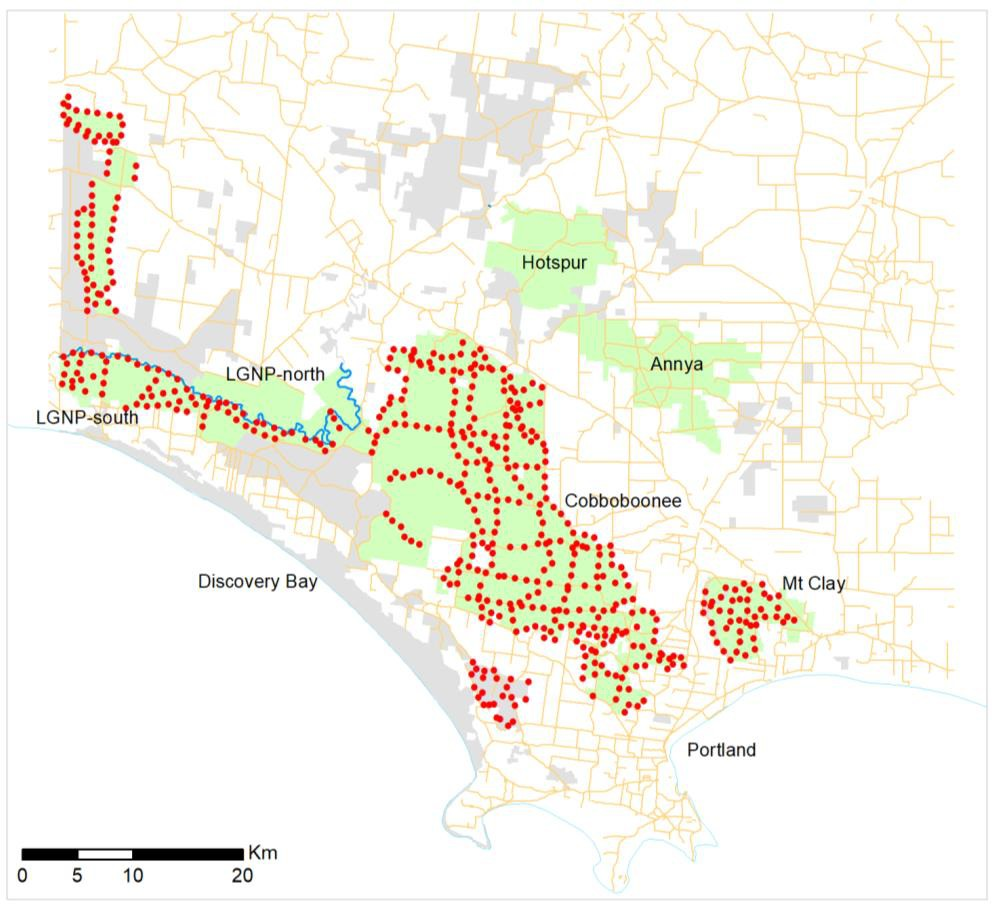 Hotspur
Annya
LGNP-north
LGNP-south
Cobboboonee
Discovery Bay
Mt Clay
Portland
Km
0 5 10 20